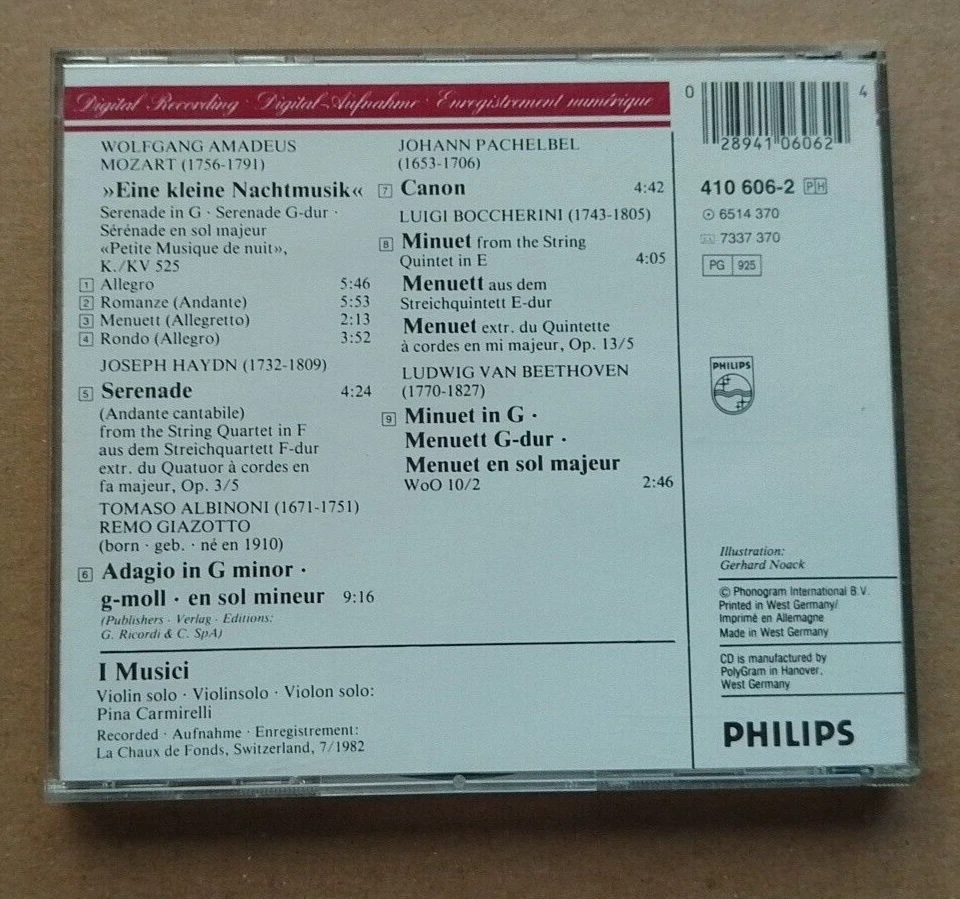 Digital Recording · Digital-Aufnahme · Enregistrement numérique
WOLFGANG AMADEUS
MOZART (1756-1791)
»Eine kleine Nachtmusik«
Serenade in G · Serenade G-dur ·
Sérénade en sol majeur
«Petite Musique de nuit»,
K./KV 525
1 Allegro 5:46
2 Romanze (Andante) 5:53
3 Menuett (Allegretto) 2:13
4 Rondo (Allegro) 3:52
JOSEPH HAYDN (1732-1809)
5 Serenade 4:24
(Andante cantabile)
from the String Quartet in F
aus dem Streichquartett F-dur
extr. du Quatuor à cordes en
fa majeur, Op. 3/5
TOMASO ALBINONI (1671-1751)
REMO GIAZOTTO
(born · geb. · né en 1910)
6 Adagio in G minor ·
g-moll · en sol mineur 9:16
(Publishers · Verlag · Editions:
G. Ricordi & C. SpA)
JOHANN PACHELBEL
(1653-1706)
7 Canon 4:42
LUIGI BOCCHERINI (1743-1805)
8 Minuet from the String
Quintet in E 4:05
Menuett aus dem
Streichquintett E-dur
Menuet extr. du Quintette
à cordes en mi majeur, Op. 13/5
LUDWIG VAN BEETHOVEN
(1770-1827)
9 Minuet in G ·
Menuett G-dur ·
Menuet en sol majeur
WoO 10/2 2:46
I Musici
Violin solo · Violinsolo · Violon solo:
Pina Carmirelli
Recorded · Aufnahme · Enregistrement:
La Chaux de Fonds, Switzerland, 7/1982
0 28941 06062 4
410 606-2 PH
6514 370
7337 370
PG 925
PHILIPS
Illustration:
Gerhard Noack
© Phonogram International B.V.
Printed in West Germany/
Imprimé en Allemagne
Made in West Germany
CD is manufactured by
PolyGram in Hanover,
West Germany
PHILIPS